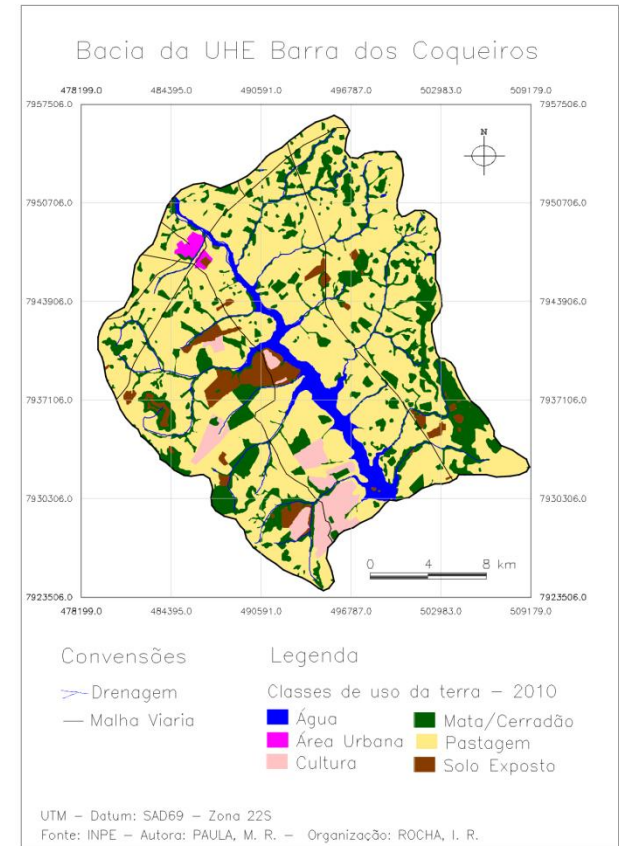 Bacia da UHE Barra dos Coqueiros
478199.0 484395.0 490591.0 496787.0 502983.0 509179.0
7957506.0 7957506.0
N
7950706.0 7950706.0
7943906.0 7943906.0
7937106.0 7937106.0
7930306.0 7930306.0
0 4 8 km
7923506.0 7923506.0
478199.0 484395.0 490591.0 496787.0 502983.0 509179.0
Convensões Legenda
Drenagem Classes de uso da terra – 2010
Malha Viaria Água Mata/Cerradão
Área Urbana Pastagem
Cultura Solo Exposto
UTM – Datum: SAD69 – Zona 22S
Fonte: INPE – Autora: PAULA, M. R. – Organização: ROCHA, I. R.